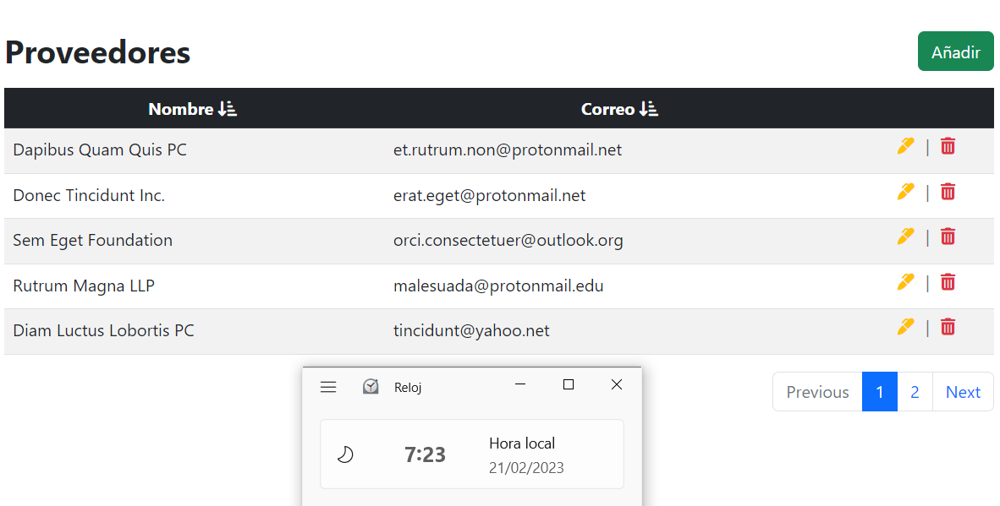 Proveedores
Añadir
Nombre Correo
Dapibus Quam Quis PC et.rutrum.non@protonmail.net |
Donec Tincidunt Inc. erat.eget@protonmail.net |
Sem Eget Foundation orci.consectetuer@outlook.org |
Rutrum Magna LLP malesuada@protonmail.edu |
Diam Luctus Lobortis PC tincidunt@yahoo.net |
Previous 1 2 Next
Reloj
7:23
Hora local
21/02/2023